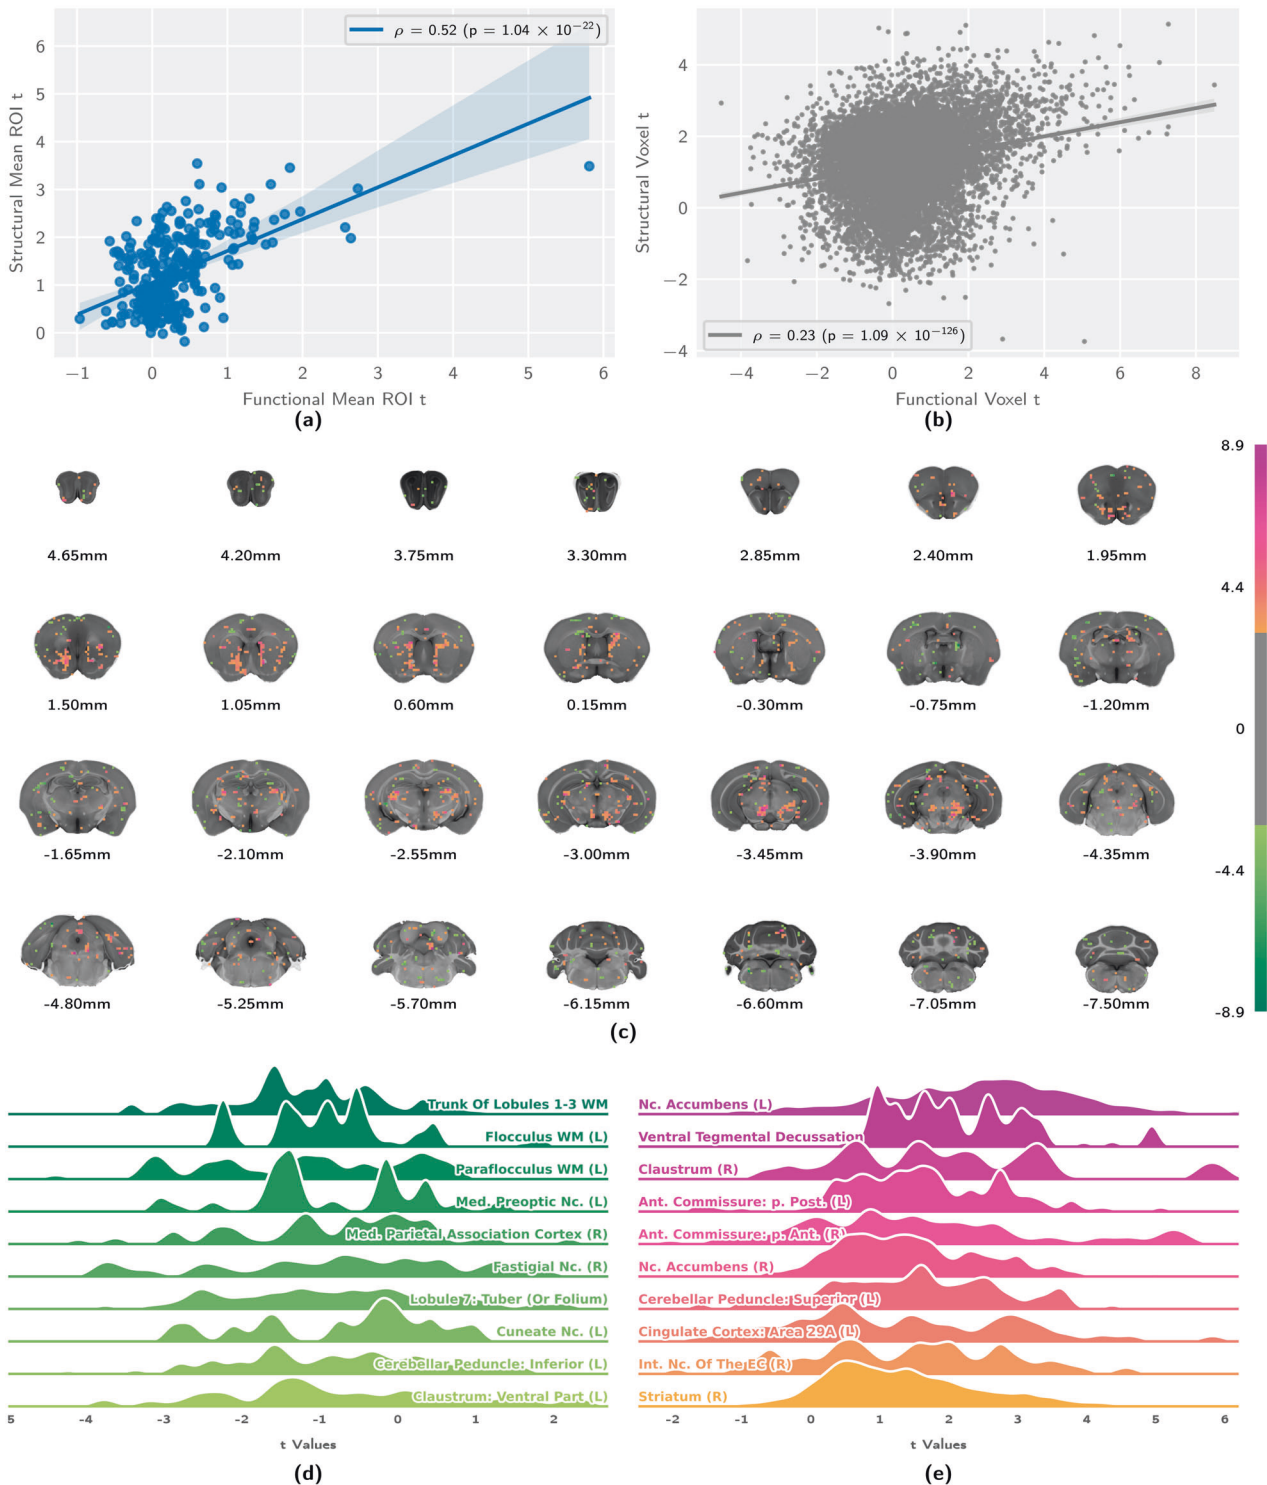 ρ = 0.52 (p = 1.04 × 10−22)
Structural Mean ROI t
6
5
4
3
2
1
0
−1 0 1 2 3 4 5 6
Functional Mean ROI t
(a)
Structural Voxel t
4
2
0
−2
−4
ρ = 0.23 (p = 1.09 × 10−126)
−4 −2 0 2 4 6 8
Functional Voxel t
(b)
4.65mm 4.20mm 3.75mm 3.30mm 2.85mm 2.40mm 1.95mm
1.50mm 1.05mm 0.60mm 0.15mm -0.30mm -0.75mm -1.20mm
-1.65mm -2.10mm -2.55mm -3.00mm -3.45mm -3.90mm -4.35mm
-4.80mm -5.25mm -5.70mm -6.15mm -6.60mm -7.05mm -7.50mm
8.9
4.4
0
-4.4
-8.9
(c)
Trunk Of Lobules 1-3 WM
Flocculus WM (L)
Paraflocculus WM (L)
Med. Preoptic Nc. (L)
Med. Parietal Association Cortex (R)
Fastigial Nc. (R)
Lobule 7: Tuber (Or Folium)
Cuneate Nc. (L)
Cerebellar Peduncle: Inferior (L)
Claustrum: Ventral Part (L)
5 -4 -3 -2 -1 0 1 2
t Values
(d)
Nc. Accumbens (L)
Ventral Tegmental Decussation
Claustrum (R)
Ant. Commissure: p. Post. (L)
Ant. Commissure: p. Ant. (R)
Nc. Accumbens (R)
Cerebellar Peduncle: Superior (L)
Cingulate Cortex: Area 29A (L)
Int. Nc. Of The EC (R)
Striatum (R)
-2 -1 0 1 2 3 4 5 6
t Values
(e)